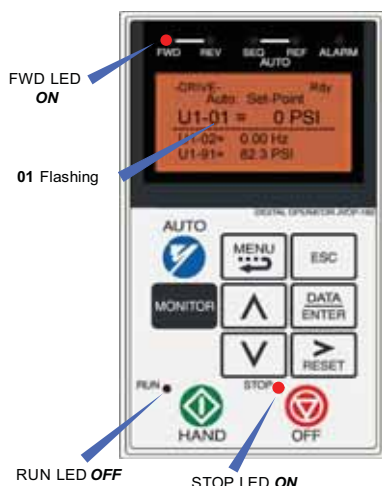 FWD REV SEQ REF ALARM
AUTO
FWD LED
ON
-DRIVE- Rdy
Auto Set-Point
U1-01 = 0 PSI
U1-02= 0.00 Hz
U1-91= 82.3 PSI
01 Flashing
DIGITAL OPERATOR JVOP-182
AUTO
MENU
ESC
MONITOR
DATA
ENTER
RESET
RUN
STOP
HAND
OFF
RUN LED OFF
STOP LED ON